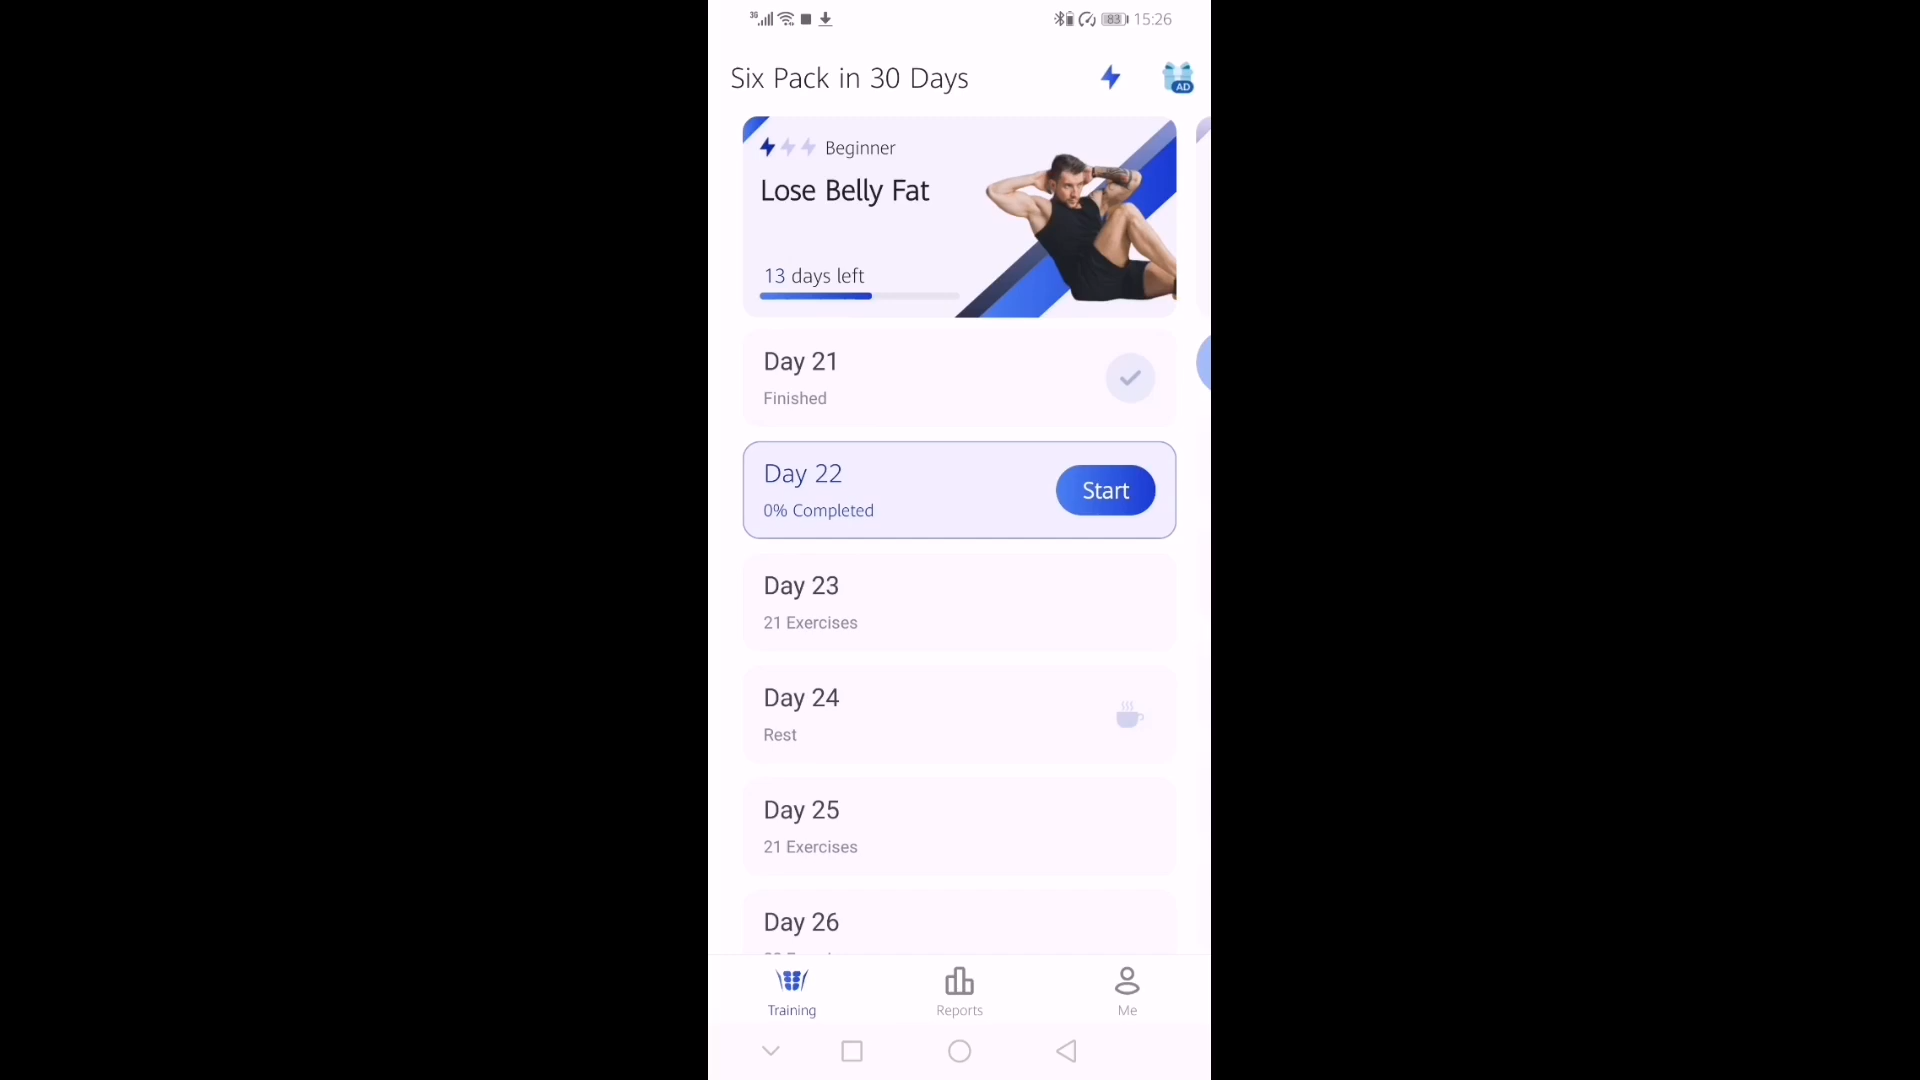 3G
83
15:26
Six Pack in 30 Days
AD
Beginner
Lose Belly Fat
13 days left
Day 21
Finished
Day 22
0% Completed
Start
Day 23
21 Exercises
Day 24
Rest
Day 25
21 Exercises
Day 26
Training
Reports
Me